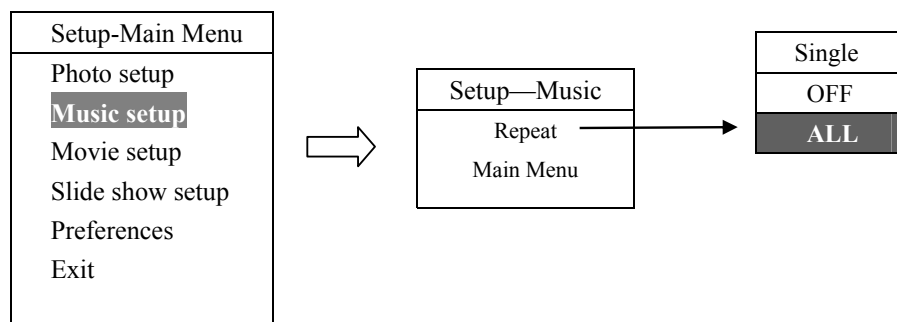 Setup-Main Menu
Photo setup
Music setup
Movie setup
Slide show setup
Preferences
Exit
Setup—Music
Repeat
Main Menu
Single
OFF
ALL